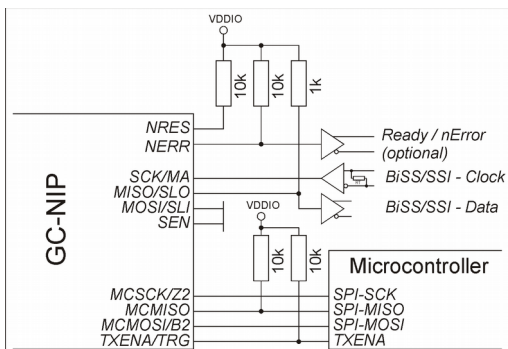 VDDIO
10k
10k
1k
NRES
NERR
Ready / nError
(optional)
SCK/MA
BiSS/SSI - Clock
MISO/SLO
MOSI/SLI
VDDIO
BiSS/SSI - Data
SEN
GC-NIP
10k
10k
Microcontroller
MCSCK/Z2
SPI-SCK
MCMISO
SPI-MISO
MCMOSI/B2
SPI-MOSI
TXENA/TRG
TXENA